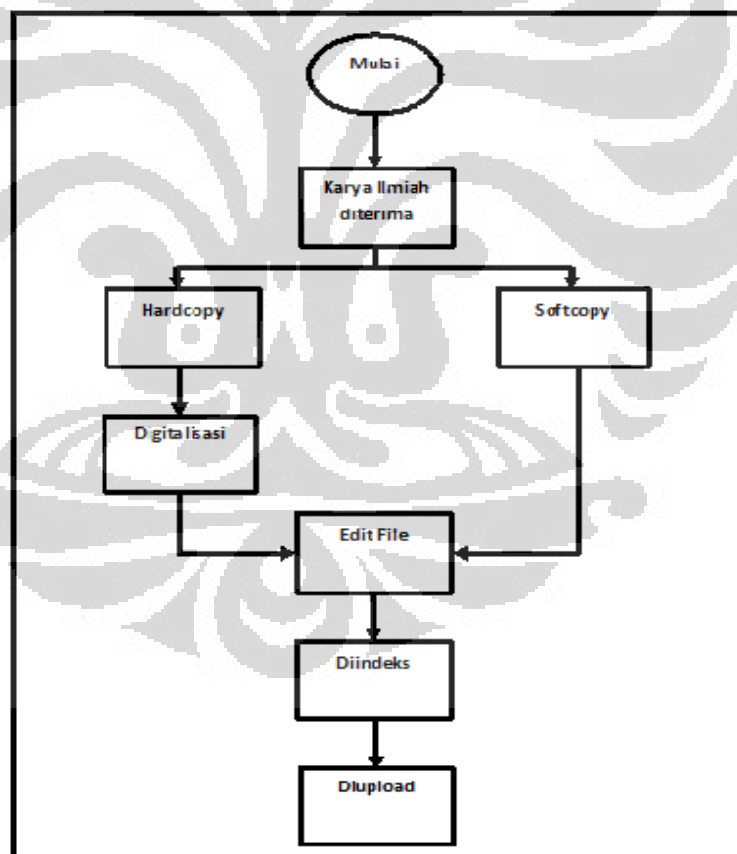 Mulai
Karya Ilmiah
diterima
Hardcopy
Softcopy
Digitalisasi
Edit File
Diindeks
Diupload